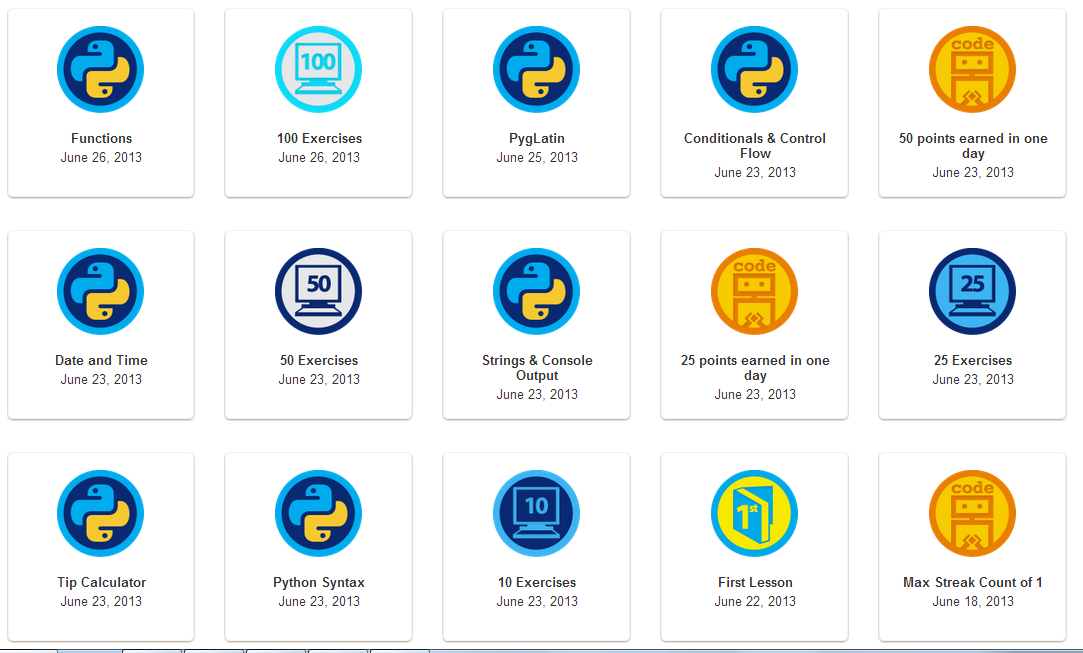 100
code
Functions
100 Exercises
PygLatin
Conditionals & Control
Flow
50 points earned in one
day
June 26, 2013
June 26, 2013
June 25, 2013
June 23, 2013
June 23, 2013
50
code
25
Date and Time
50 Exercises
Strings & Console
Output
25 points earned in one
day
25 Exercises
June 23, 2013
June 23, 2013
June 23, 2013
June 23, 2013
June 23, 2013
10
1st
code
Tip Calculator
Python Syntax
10 Exercises
First Lesson
Max Streak Count of 1
June 23, 2013
June 23, 2013
June 23, 2013
June 22, 2013
June 18, 2013